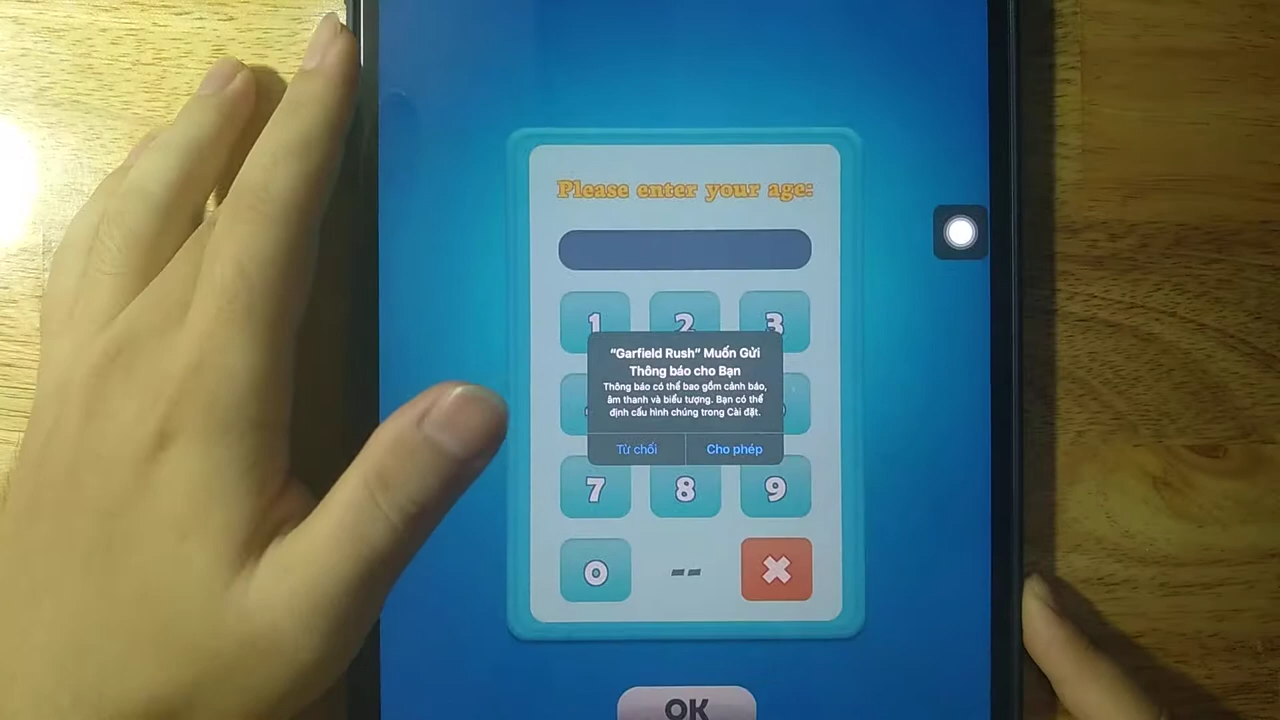 Please enter your age:
1 2 3
“Garfield Rush” Muốn Gửi
Thông báo cho Bạn
Thông báo có thể bao gồm cảnh báo,
âm thanh và biểu tượng. Bạn có thể
định cấu hình chúng trong Cài đặt.
Từ chối Cho phép
7 8 9
0 --
OK